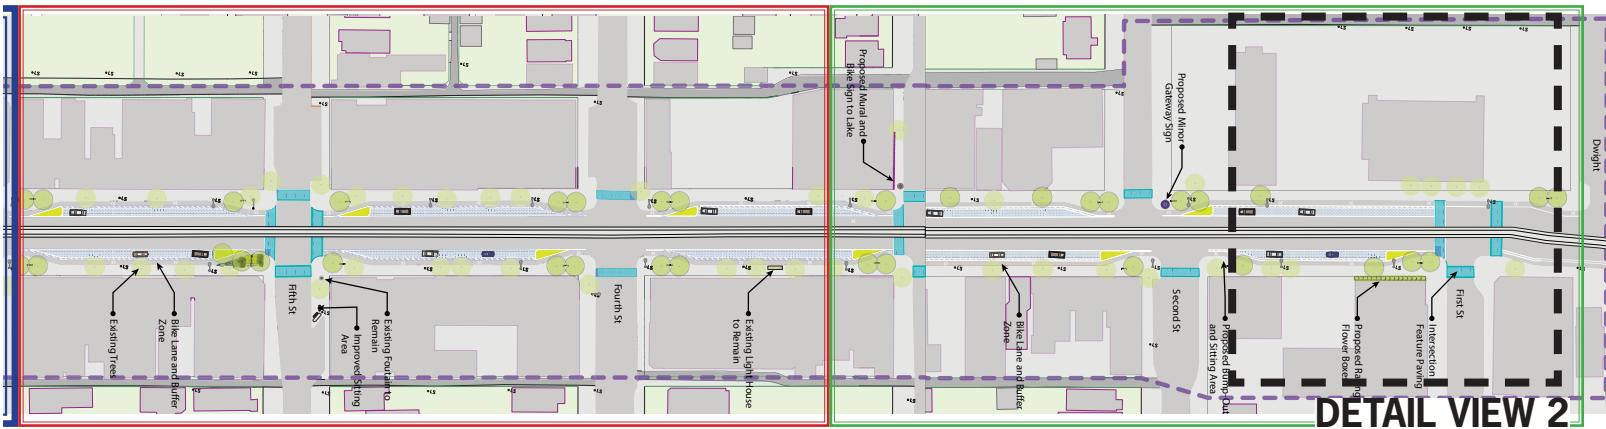 Proposed Mural and
Bike Sign to Lake
Proposed Minor
Gateway Sign
Dwight
Fifth St
Fourth St
Second St
First St
Existing Trees
Bike Lane and Buffer
Zone
Improved Sitting
Area
Existing Foutain to
Remain
Existing Light House
to Remain
Bike Lane and Buffer
Zone
Proposed Bump-Out
and Sitting Area
Proposed Railing
Flower Boxes
Intersection
Feature Paving
DETAIL VIEW 2